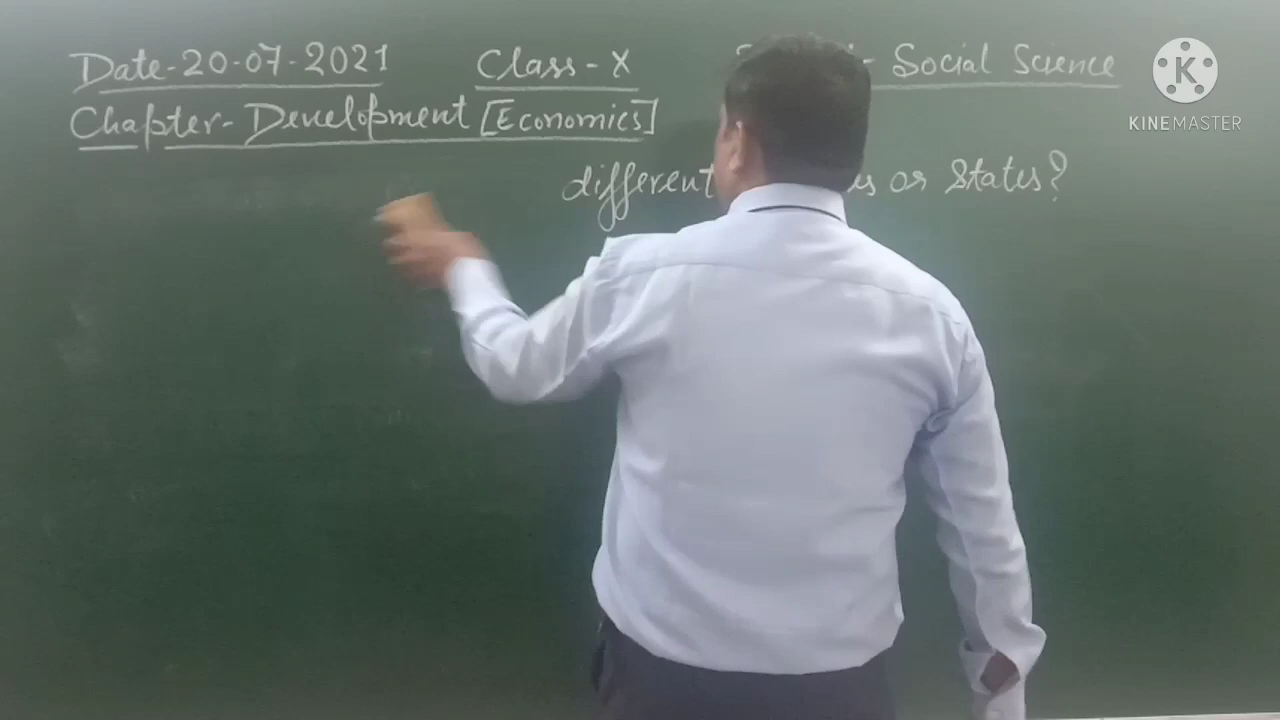 Date-20-07-2021 Class-X Social Science
Chapter-Development [Economics]
different or States?
KINEMASTER